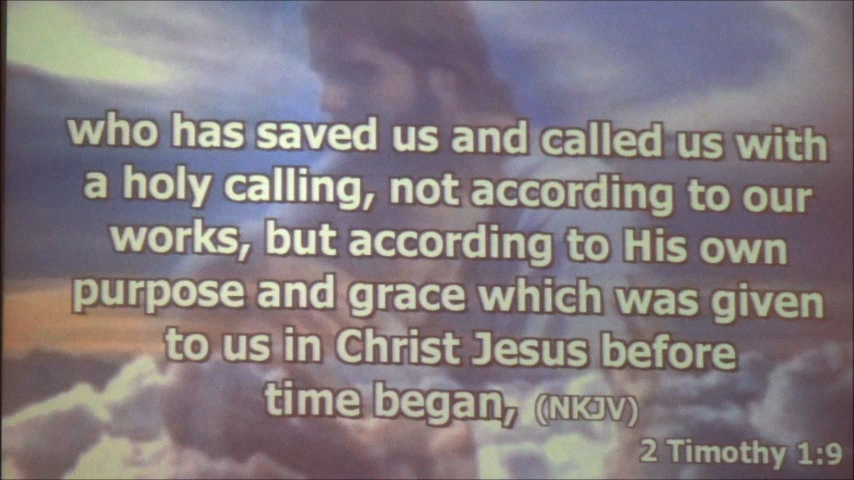 who has saved us and called us with
a holy calling, not according to our
works, but according to His own
purpose and grace which was given
to us in Christ Jesus before
time began, (NKJV)
2 Timothy 1:9